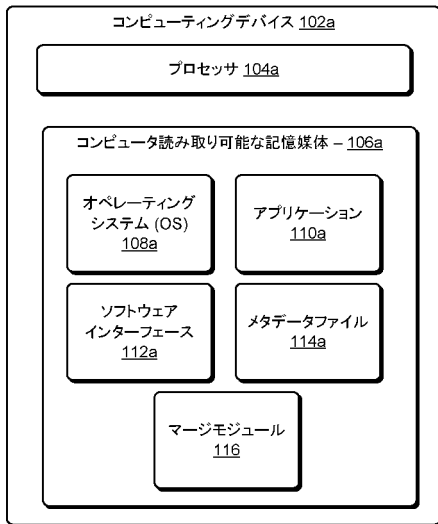 コンピューティングデバイス 102a
プロセッサ 104a
コンピュータ読み取り可能な記憶媒体 – 106a
オペレーティング
システム (OS)
108a
アプリケーション
110a
ソフトウェア
インターフェース
112a
メタデータファイル
114a
マージモジュール
116